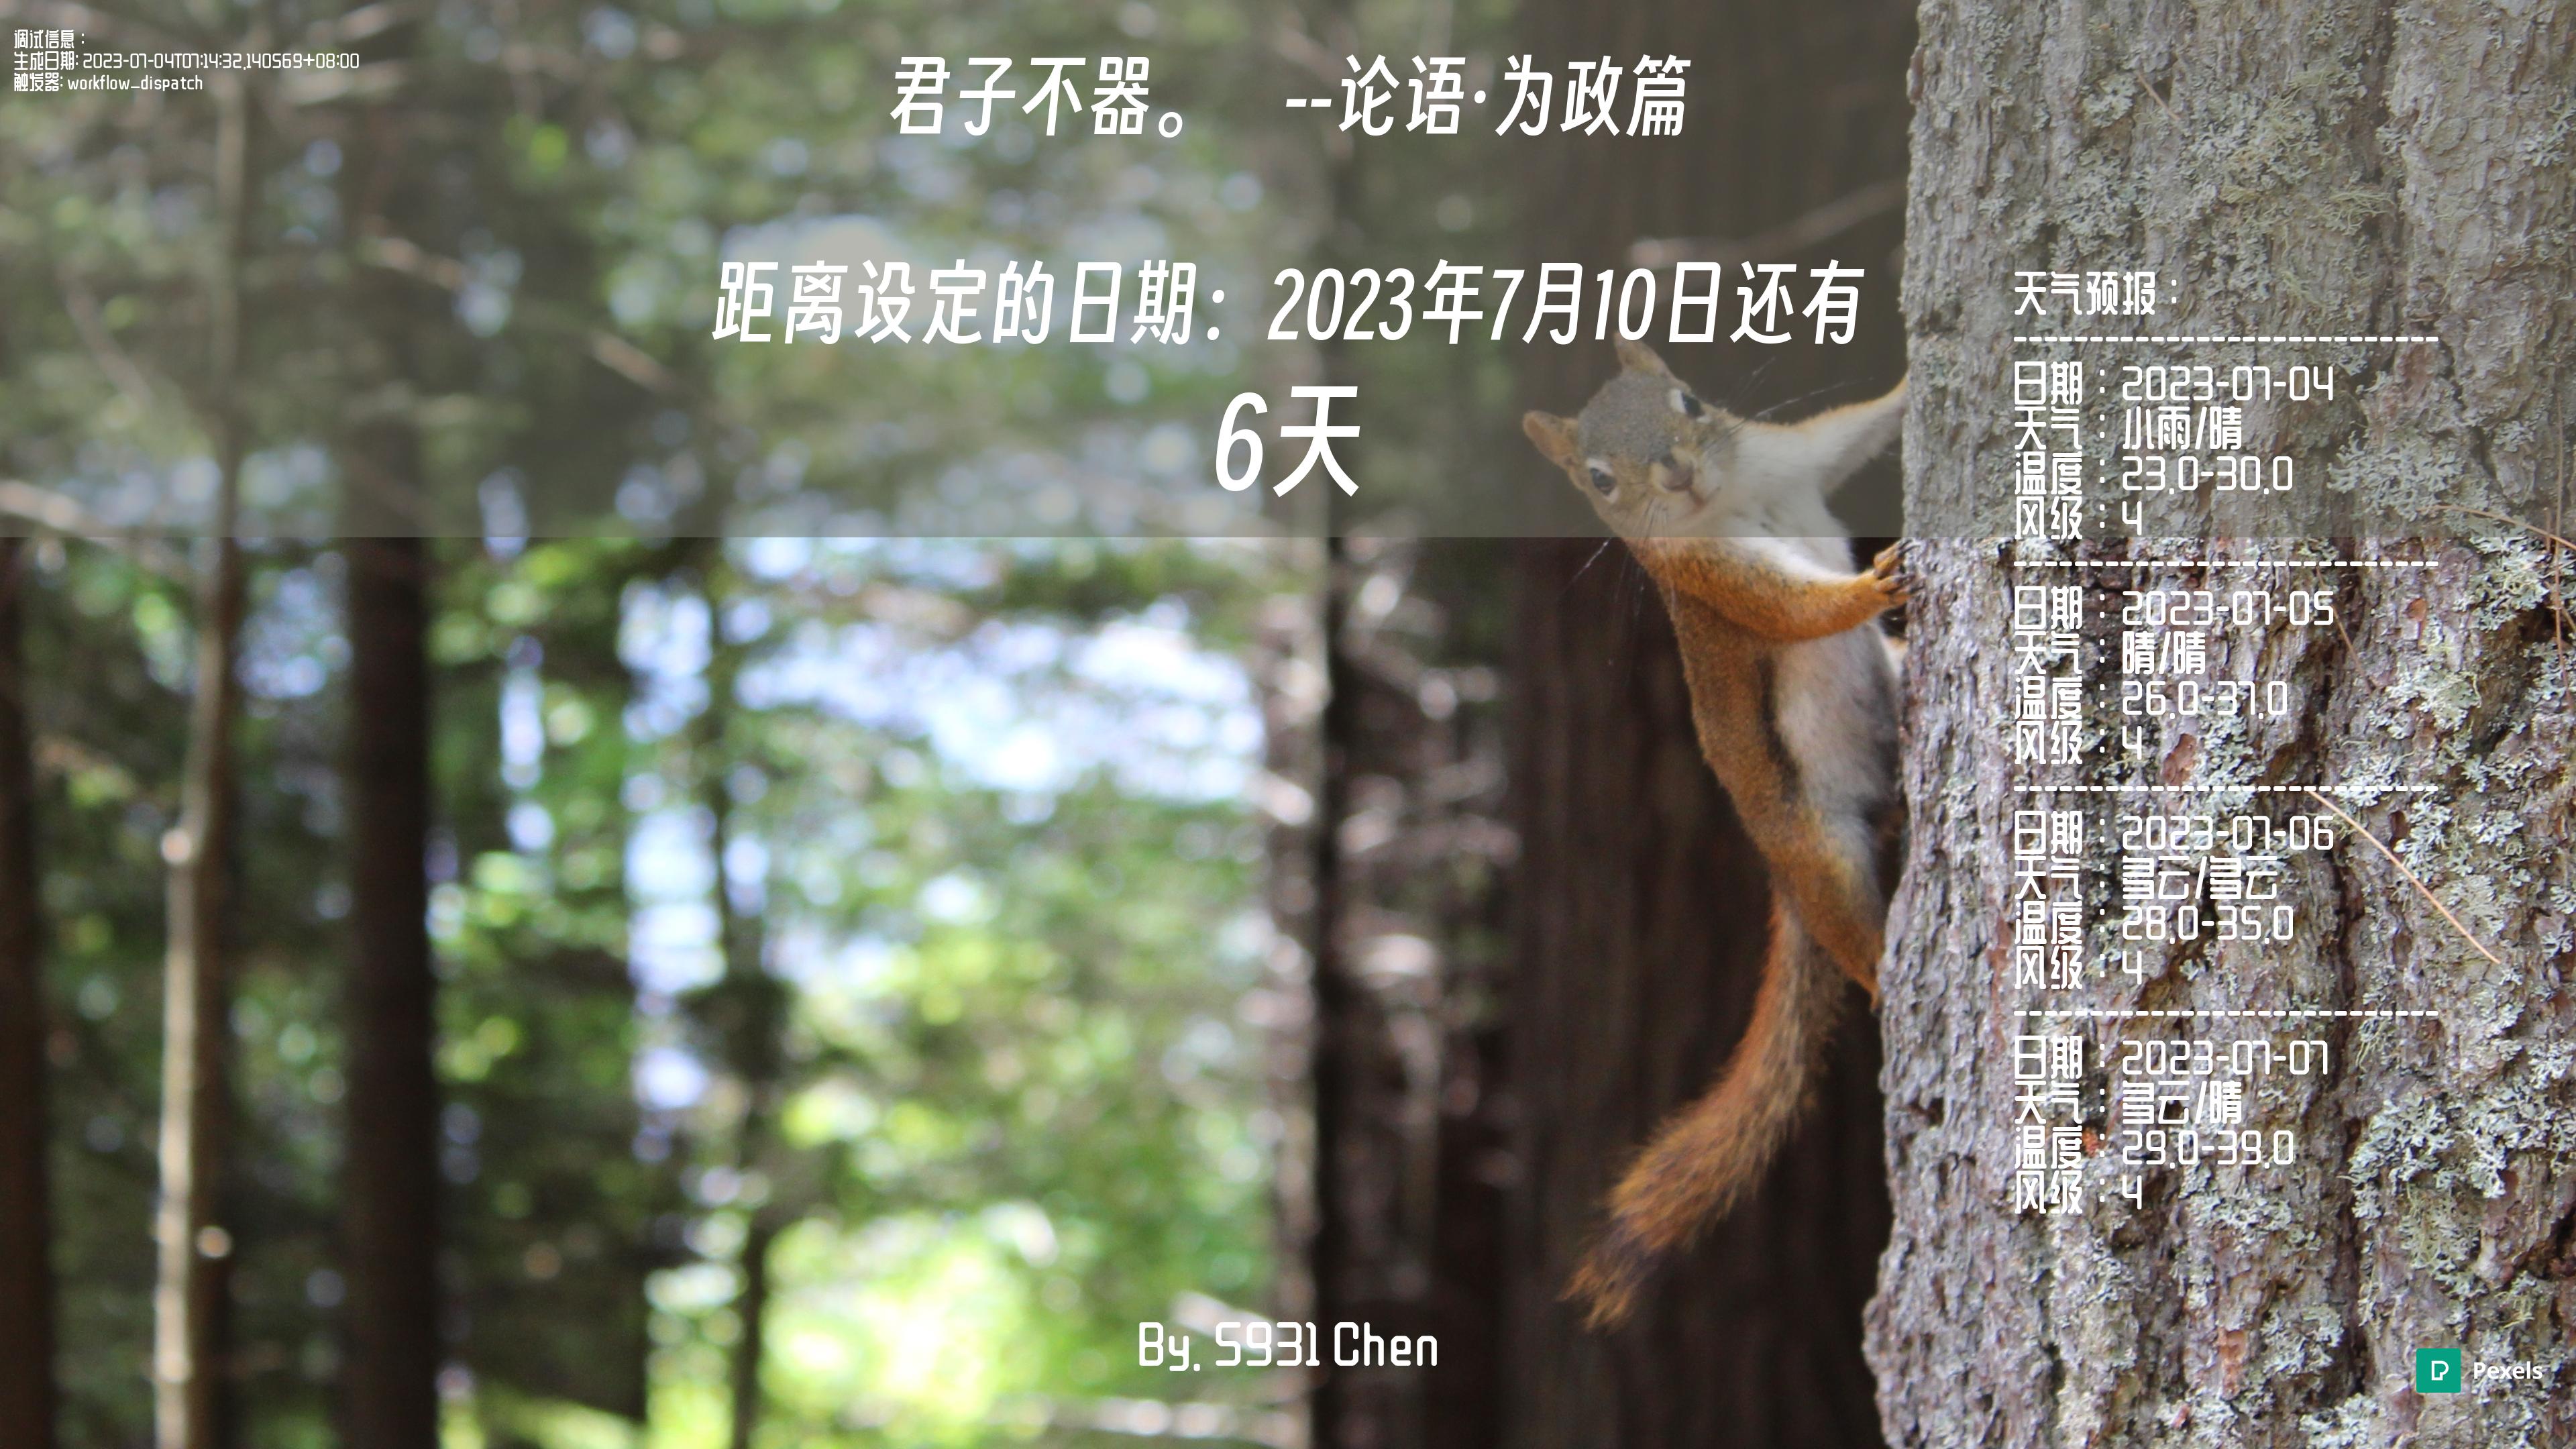 调试信息：
生成日期: 2023-07-04T07:14:32.140569+08:00
触发器: workflow_dispatch
君子不器。 --论语·为政篇
距离设定的日期：2023年7月10日还有
6天
天气预报：
------------------------
日期：2023-07-04
天气：小雨/晴
温度：23.0-30.0
风级：4
------------------------
日期：2023-07-05
天气：晴/晴
温度：26.0-37.0
风级：4
------------------------
日期：2023-07-06
天气：多云/多云
温度：28.0-35.0
风级：4
------------------------
日期：2023-07-07
天气：多云/晴
温度：29.0-39.0
风级：4
By. 5931 Chen
Pexels